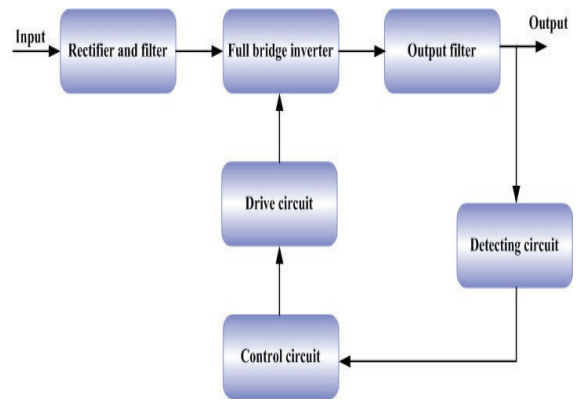 Input
Rectifier and filter
Full bridge inverter
Output filter
Output
Drive circuit
Detecting circuit
Control circuit